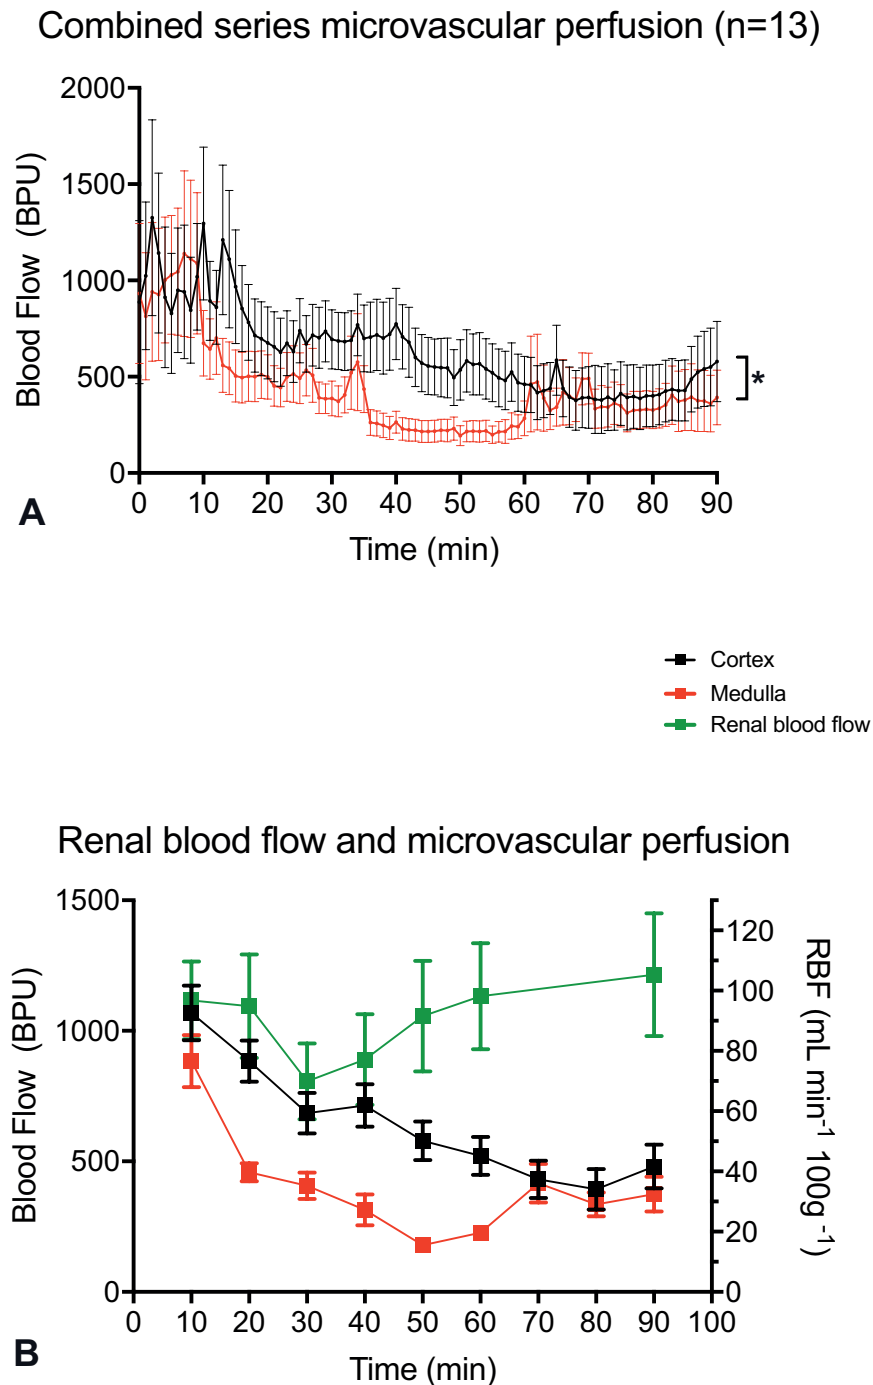 Combined series microvascular perfusion (n=13)
2000
1500
1000
500
0
Blood Flow (BPU)
*
0 10 20 30 40 50 60 70 80 90
A
Time (min)
Cortex
Medulla
Renal blood flow
Renal blood flow and microvascular perfusion
1500
1000
500
0
Blood Flow (BPU)
120
100
80
60
40
20
0
RBF (mL min⁻¹ 100g⁻¹)
0 10 20 30 40 50 60 70 80 90 100
B
Time (min)